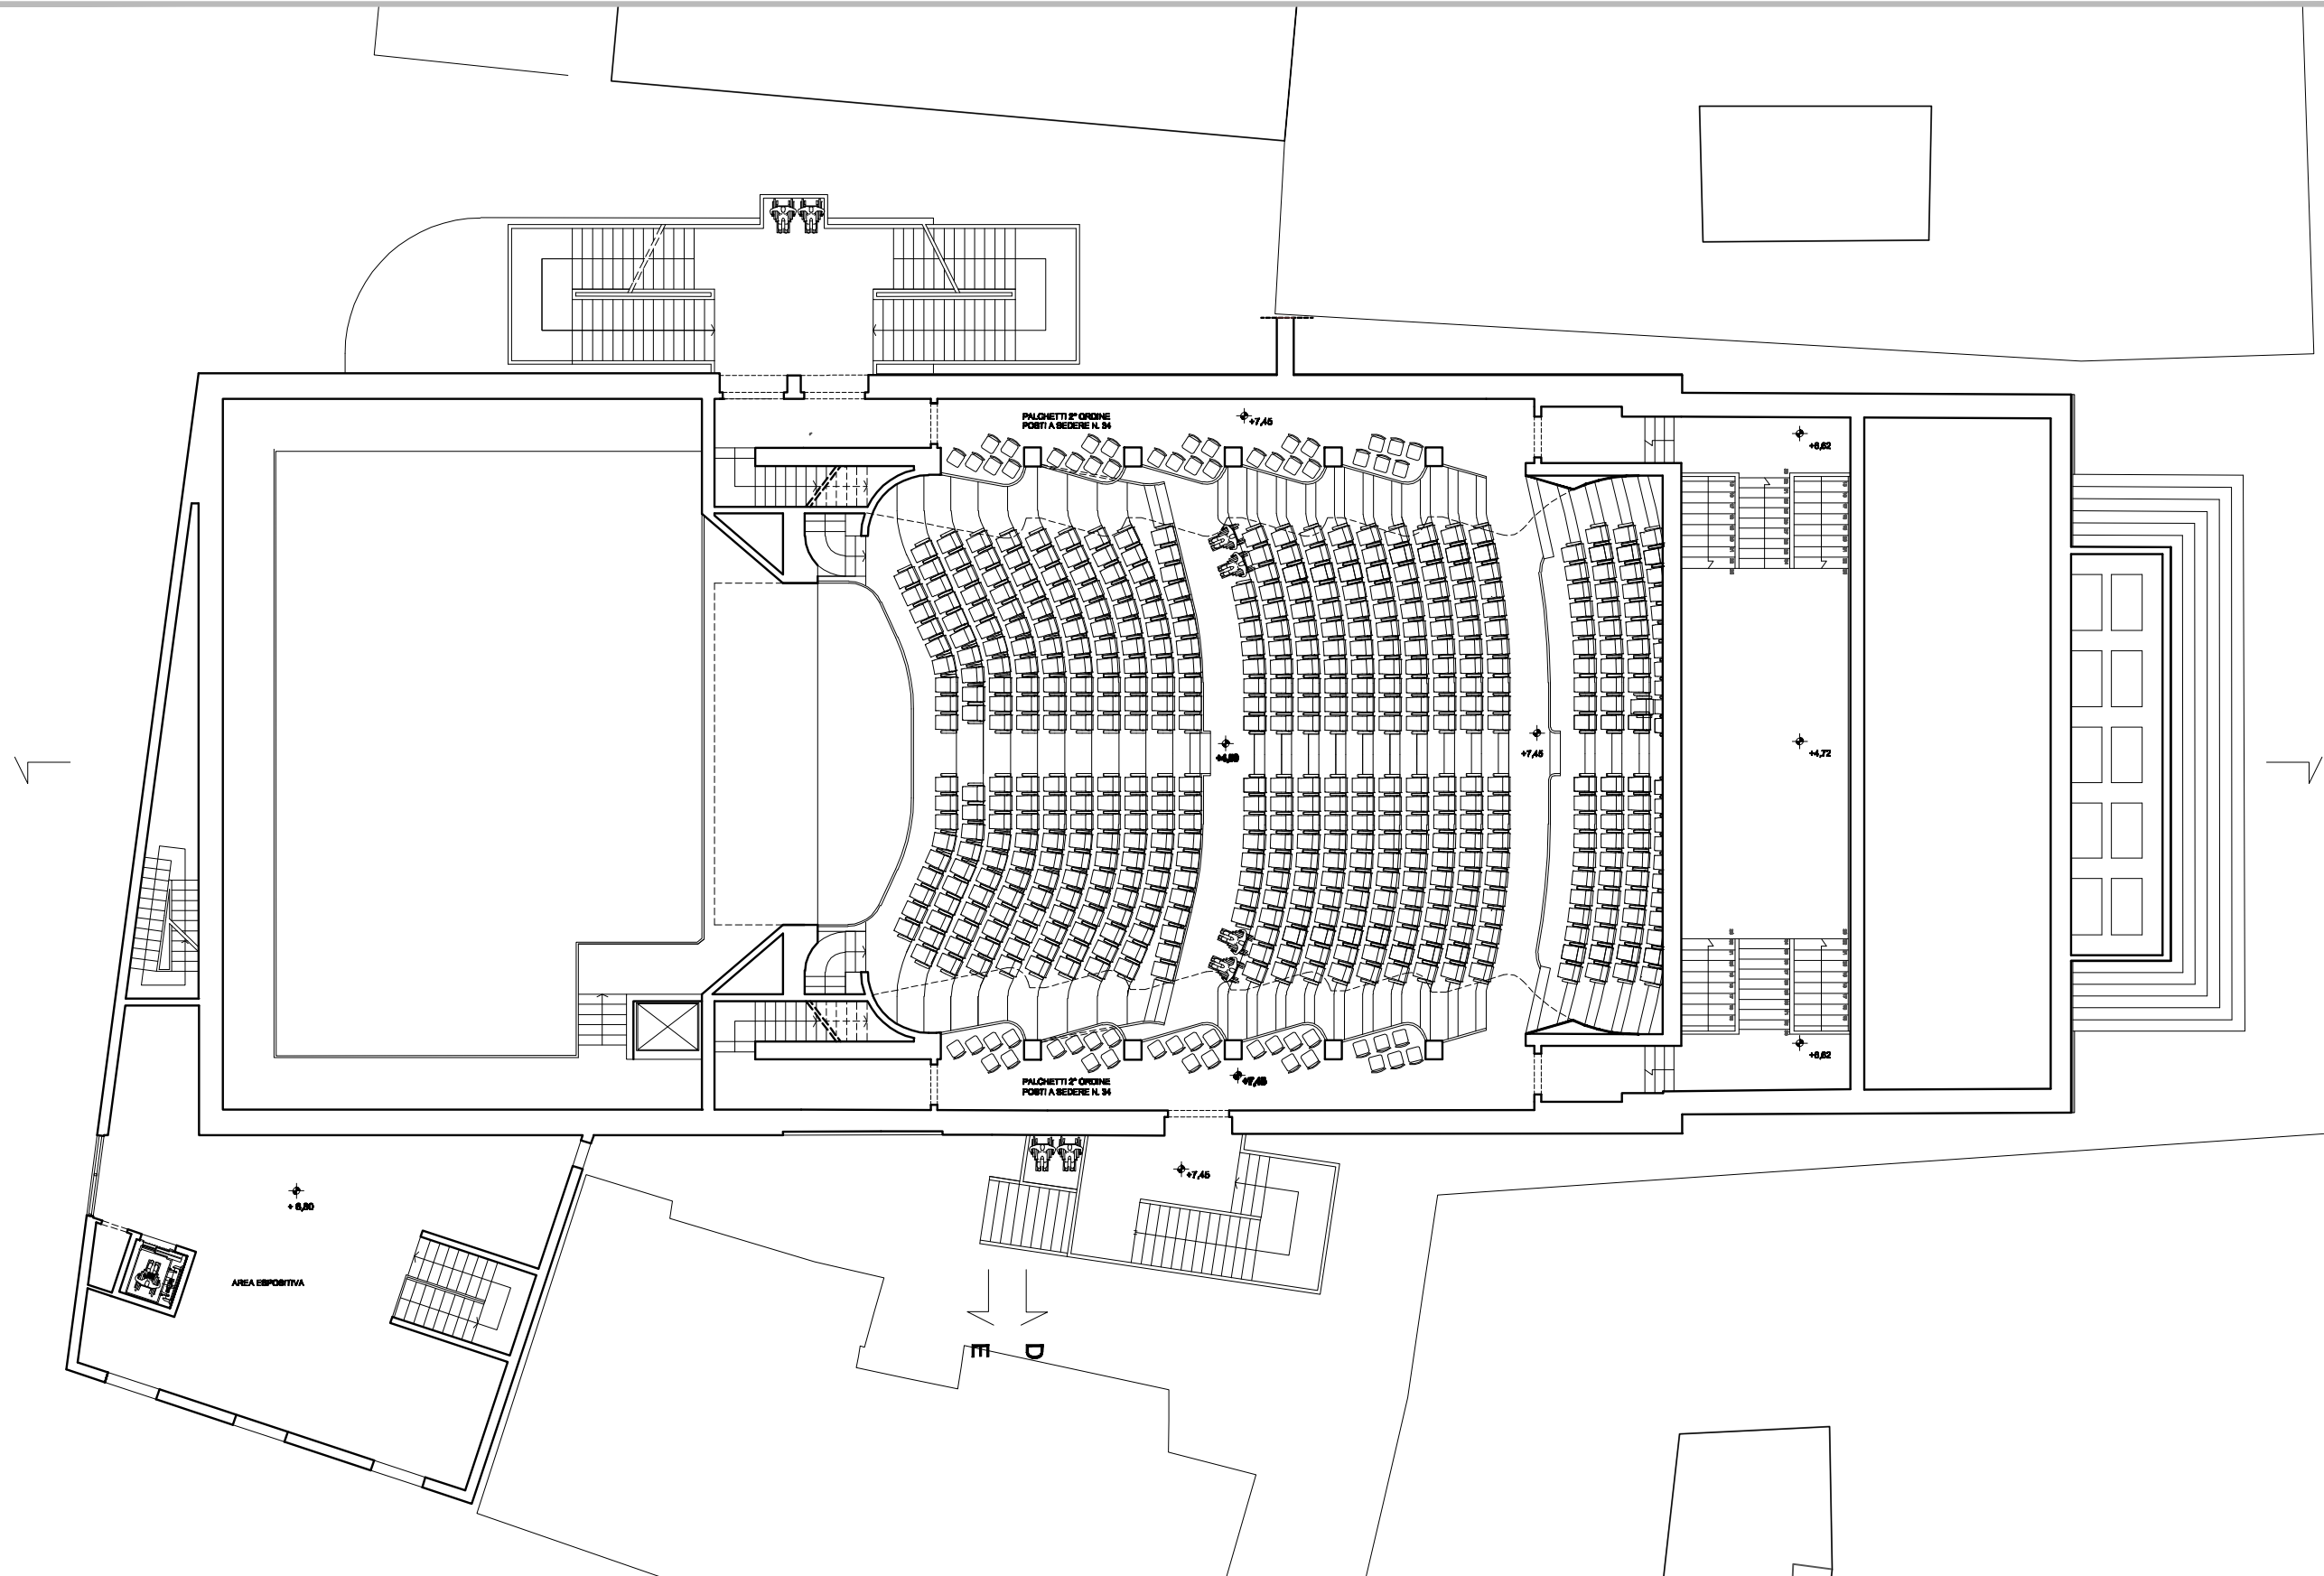 PALCHETTI 2° ORDINE
POSTI A SEDERE N. 34
+7,45
+6,62
+7,45
+4,72
+6,62
+7,45
PALCHETTI 2° ORDINE
POSTI A SEDERE N. 34
+7,45
+ 6,80
AREA ESPOSITIVA
E D